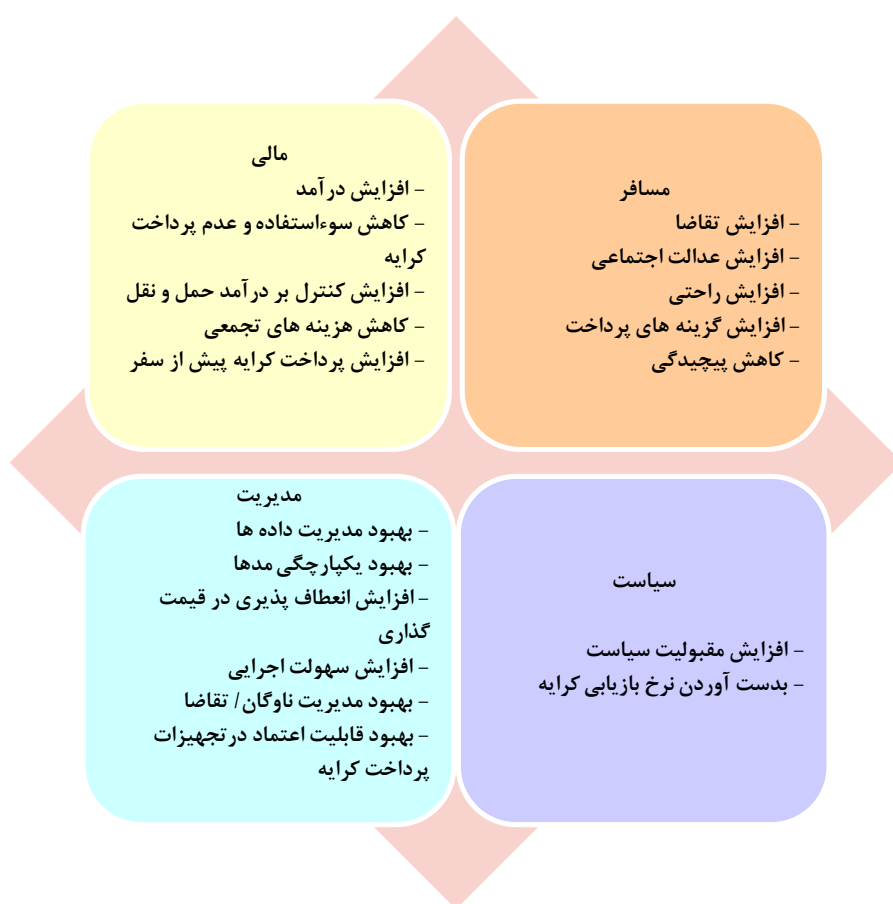 مسافر
- افزایش تقاضا
- افزایش عدالت اجتماعی
- افزایش راحتی
- افزایش گزینه های پرداخت
- کاهش پیچیدگی
مالی
- افزایش درآمد
- کاهش سوءاستفاده و عدم پرداخت
کرایه
- افزایش کنترل بر درآمد حمل و نقل
- کاهش هزینه های تجمعی
- افزایش پرداخت کرایه پیش از سفر
سیاست
- افزایش مقبولیت سیاست
- بدست آوردن نرخ بازیابی کرایه
مدیریت
- بهبود مدیریت داده ها
- بهبود یکپارچگی مدها
- افزایش انعطاف پذیری در قیمت
گذاری
- افزایش سهولت اجرایی
- بهبود مدیریت ناوگان/ تقاضا
- بهبود قابلیت اعتماد درتجهیزات
پرداخت کرایه